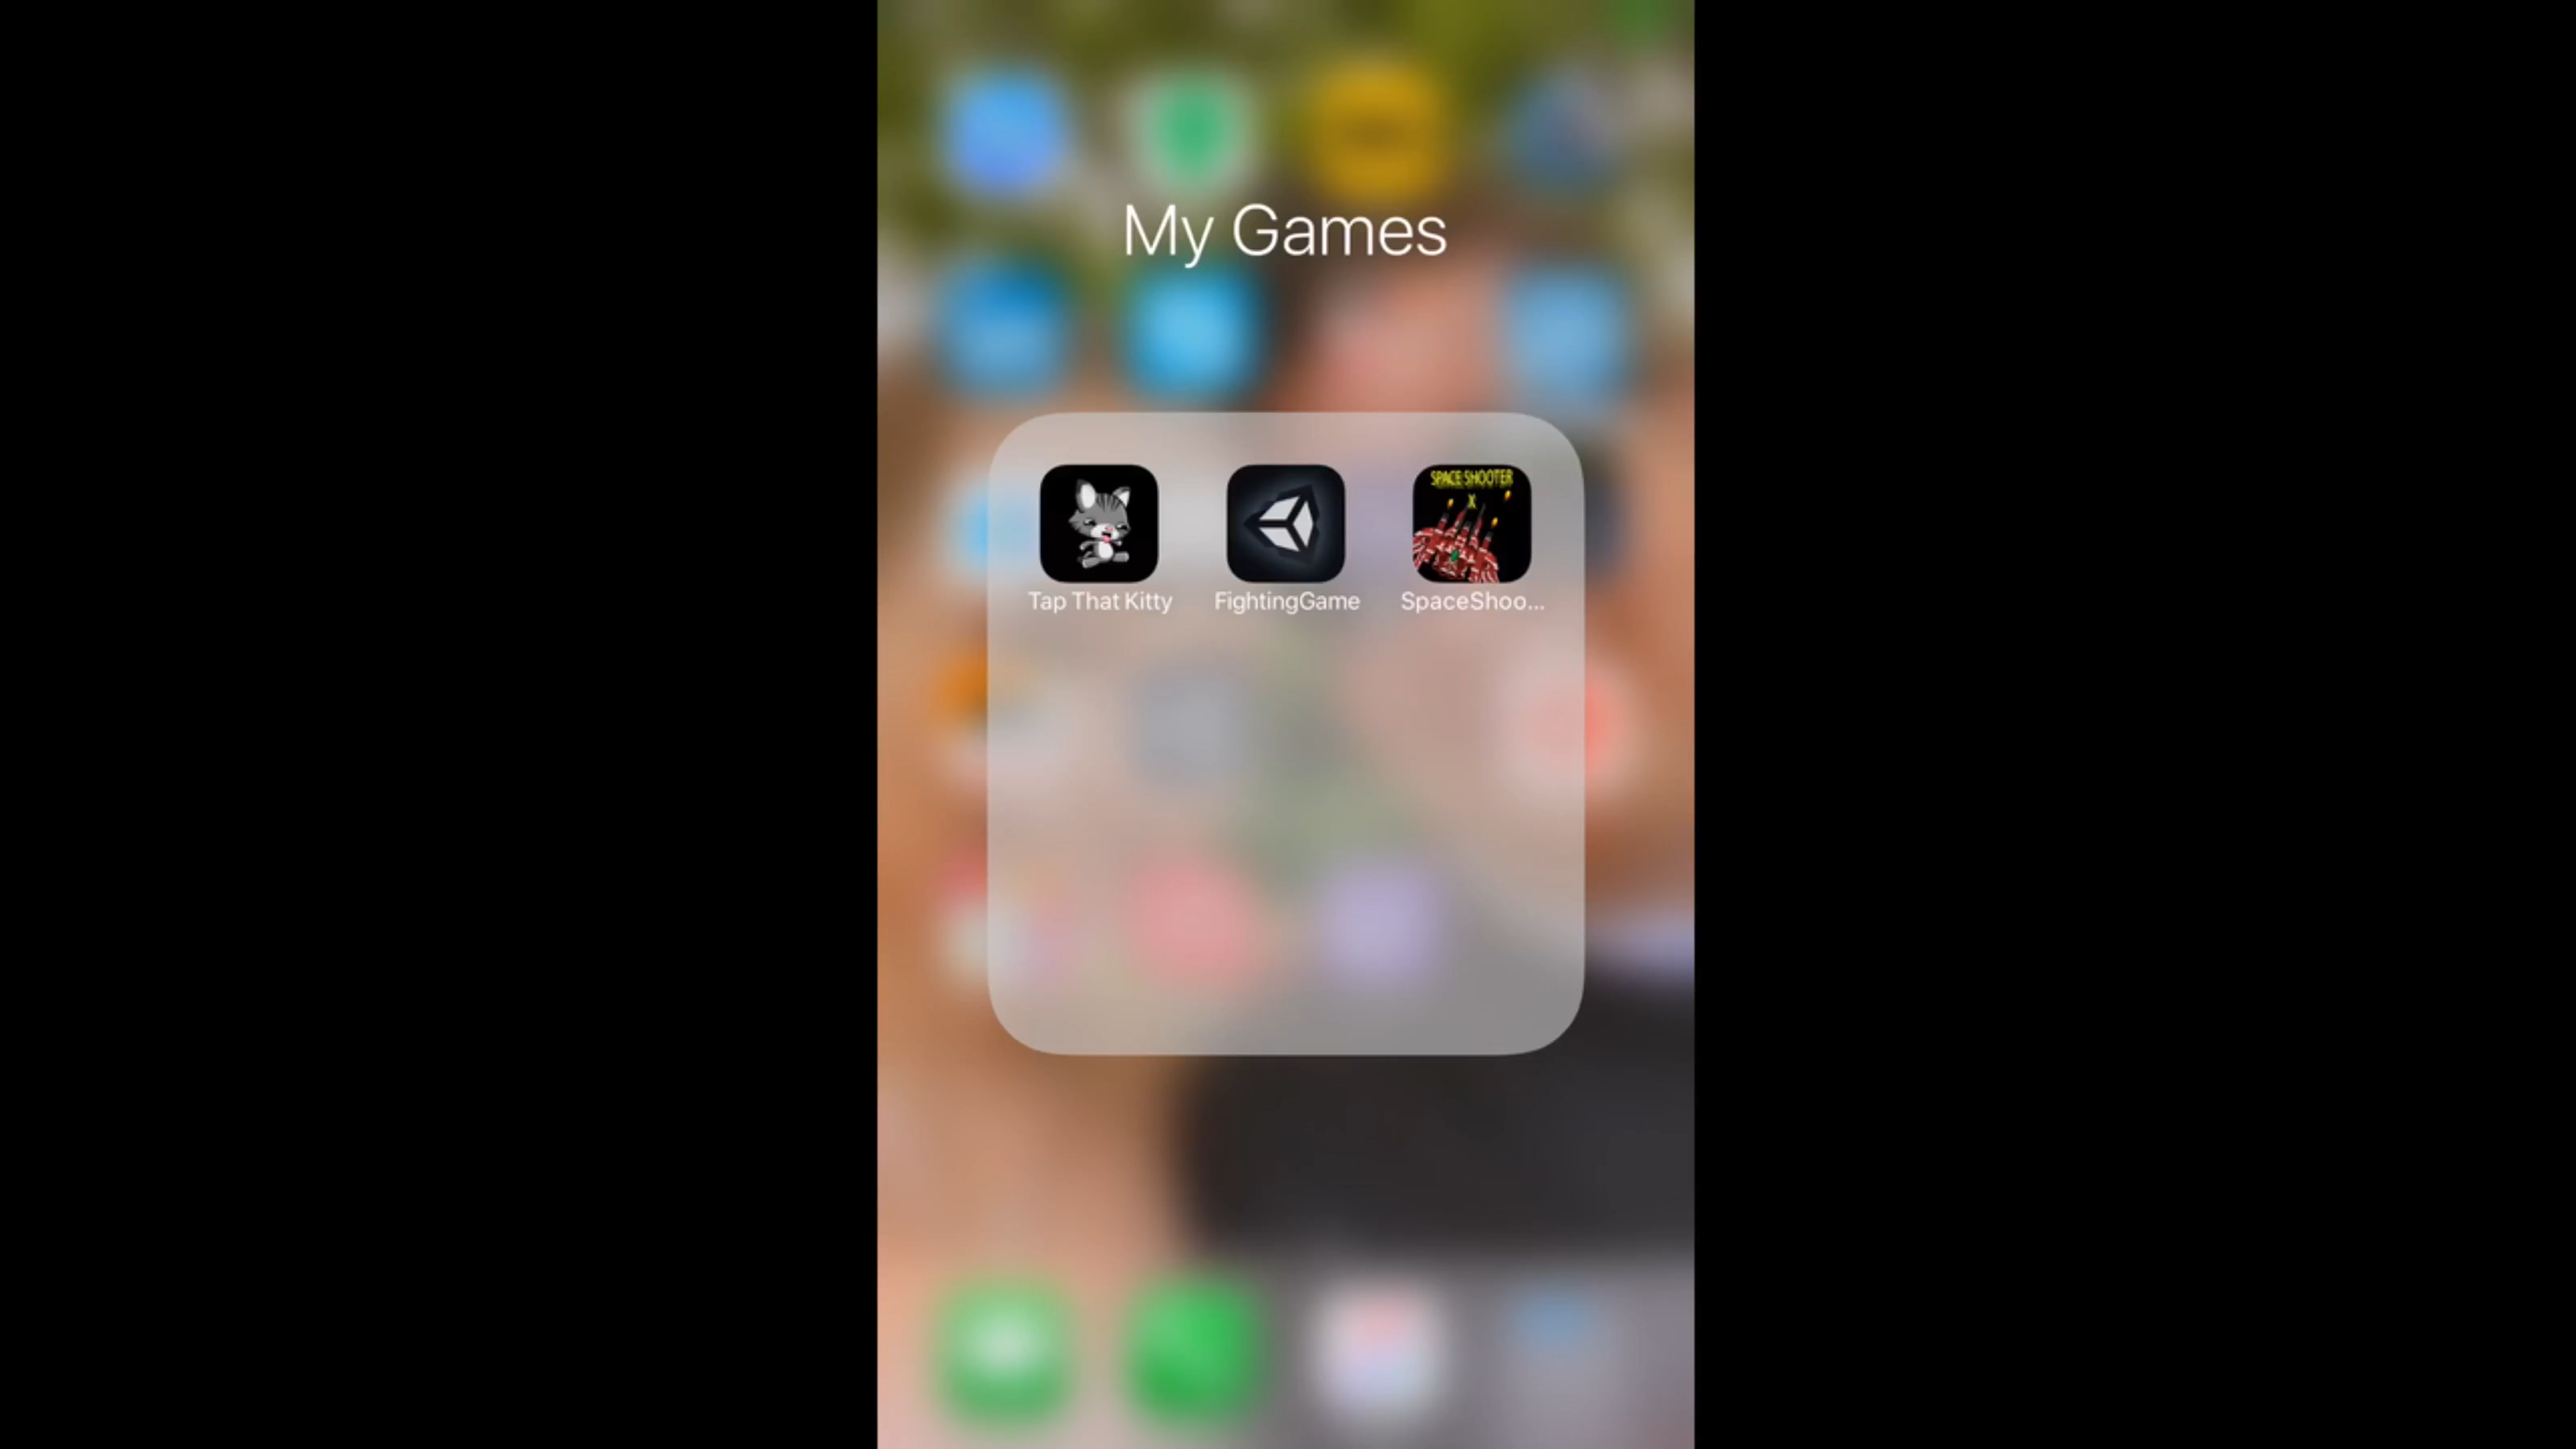 My Games
SPACE SHOOTER
X
Tap That Kitty
FightingGame
SpaceShoo...